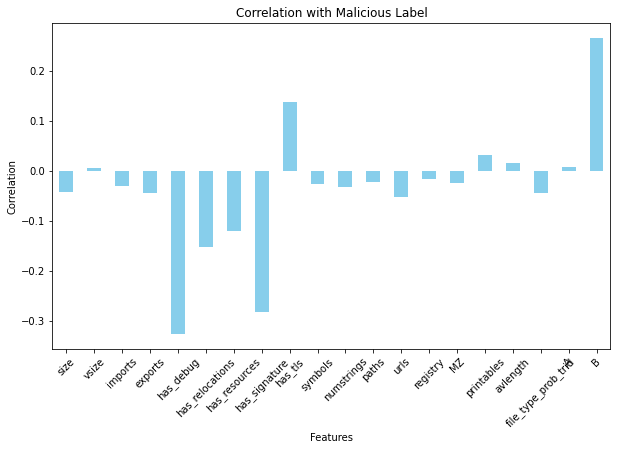 Correlation with Malicious Label
Correlation
0.2
0.1
0.0
−0.1
−0.2
−0.3
size
vsize
imports
exports
has_debug
has_relocations
has_resources
has_signature
has_tls
symbols
numstrings
paths
urls
registry
MZ
printables
avlength
file_type_prob_trid
A
B
Features